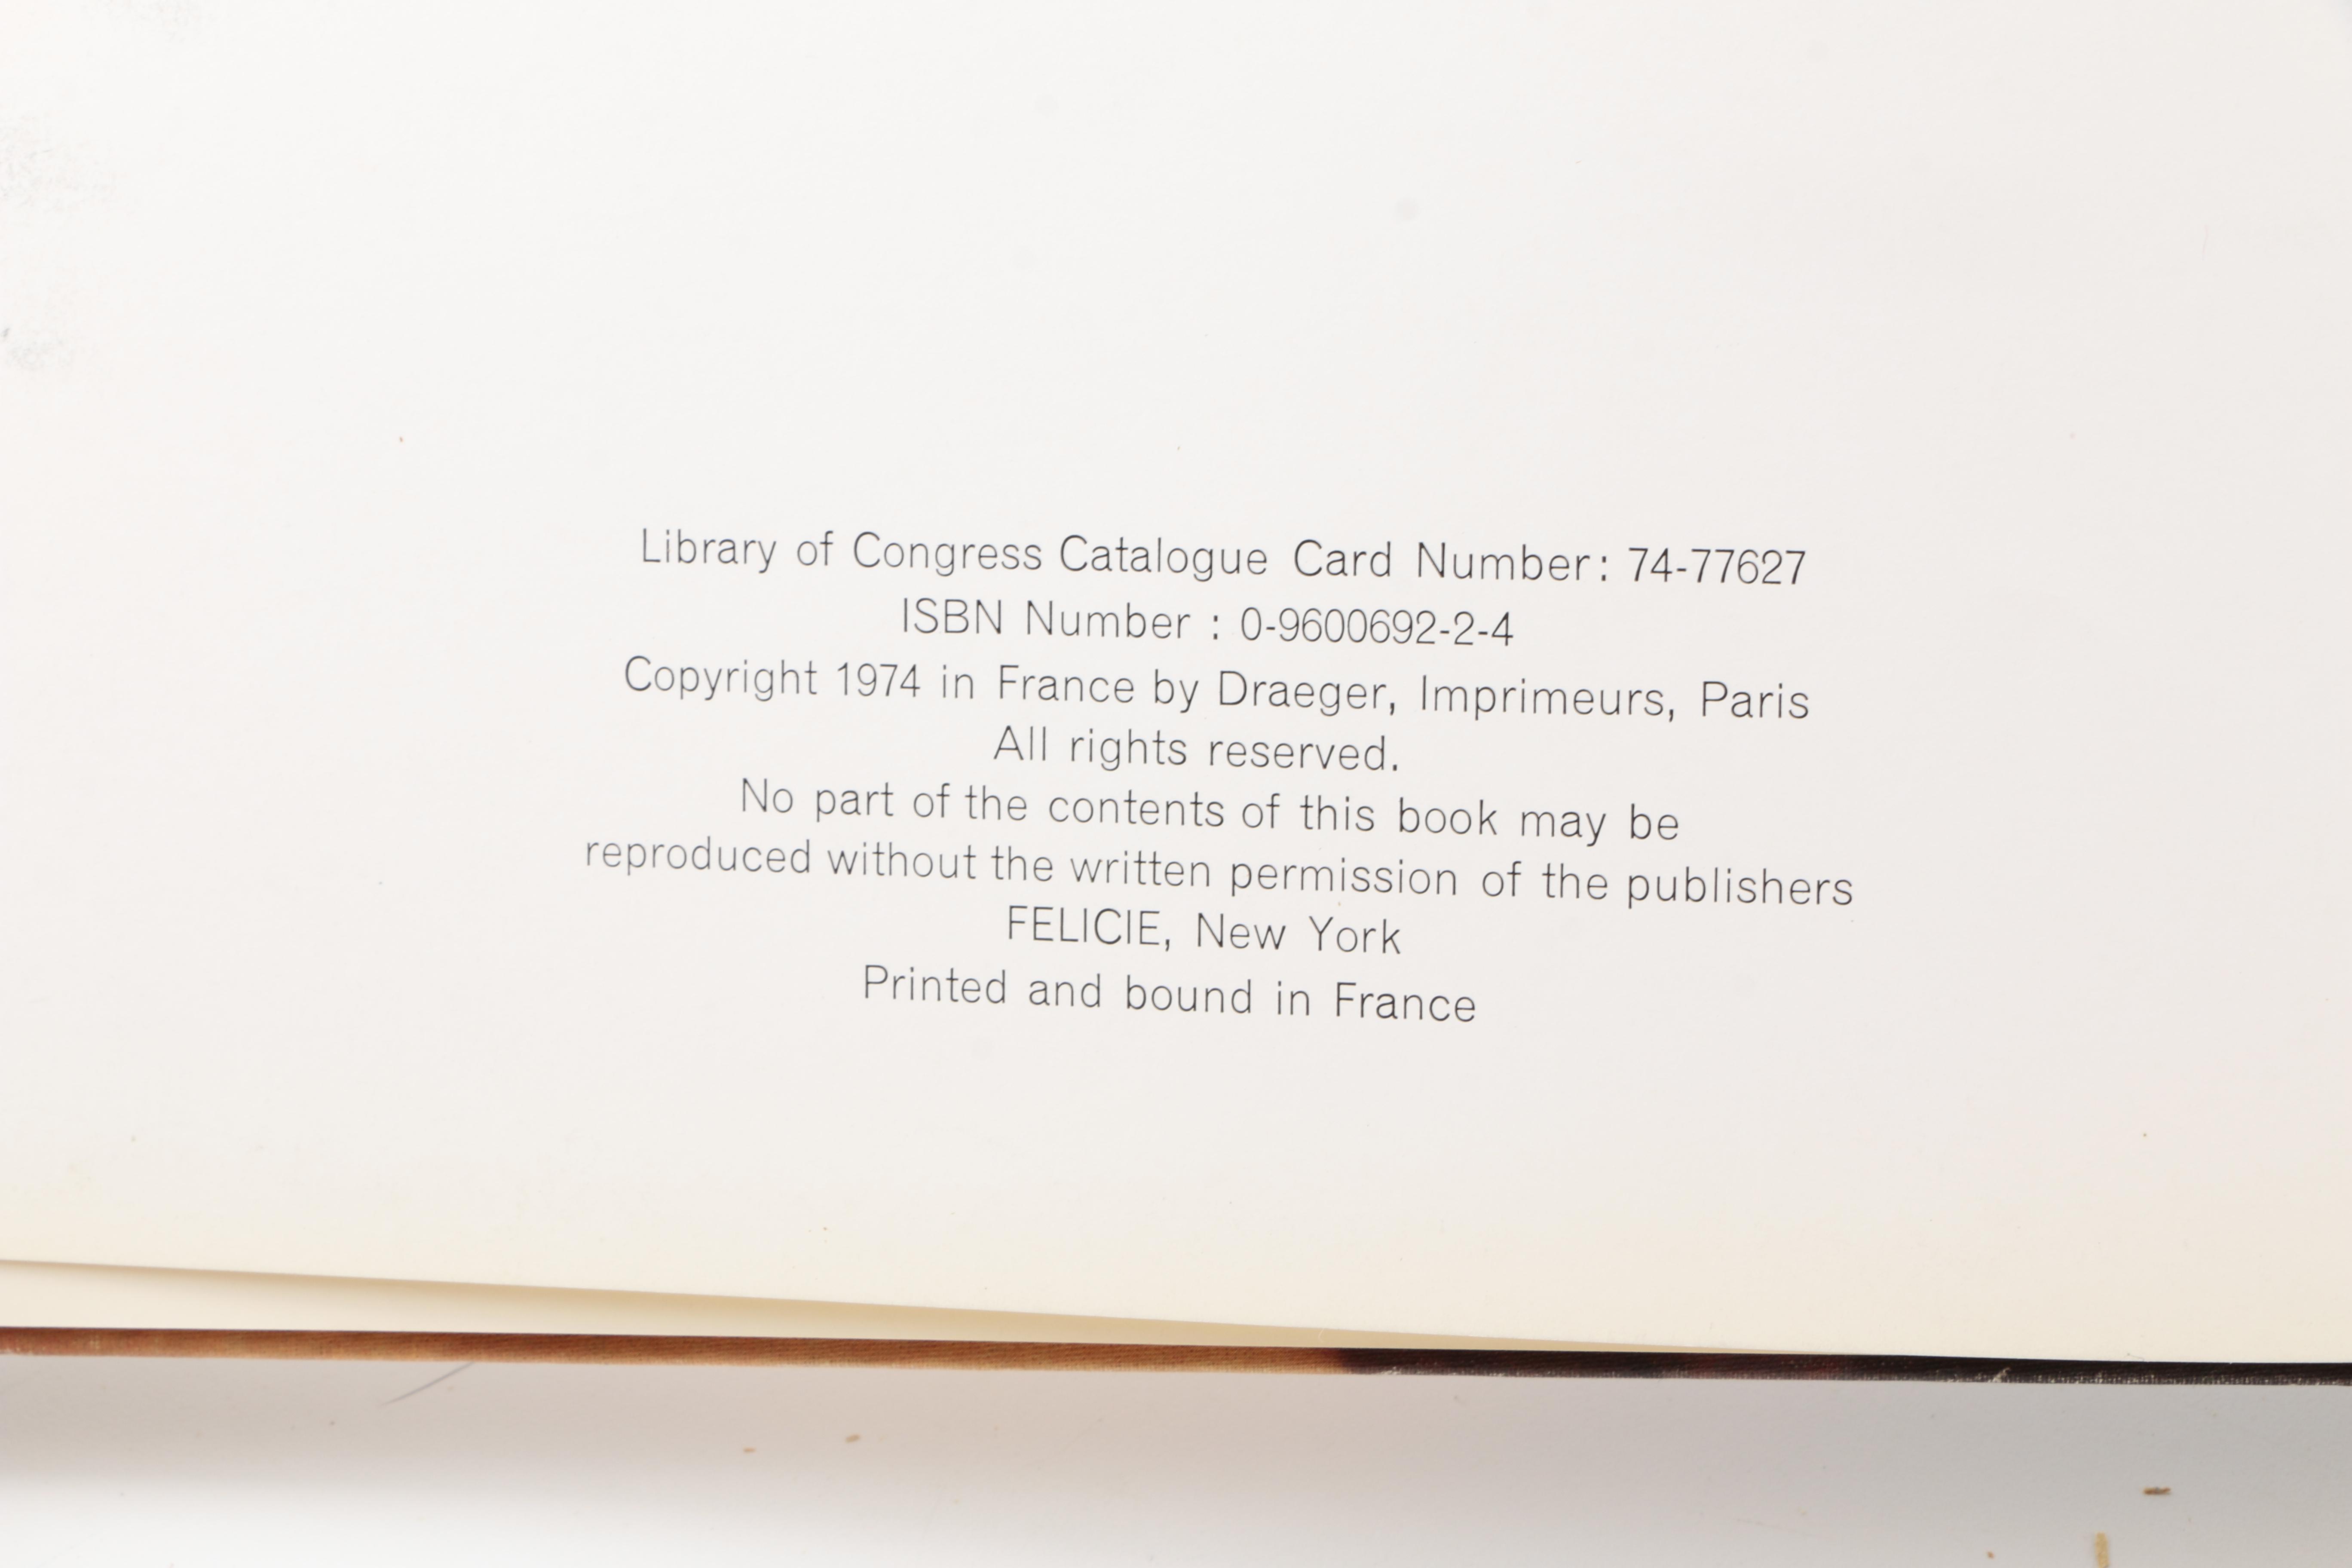 Library of Congress Catalogue Card Number: 74-77627
ISBN Number : 0-9600692-2-4
Copyright 1974 in France by Draeger, Imprimeurs, Paris
All rights reserved.
No part of the contents of this book may be
reproduced without the written permission of the publishers
FELICIE, New York
Printed and bound in France